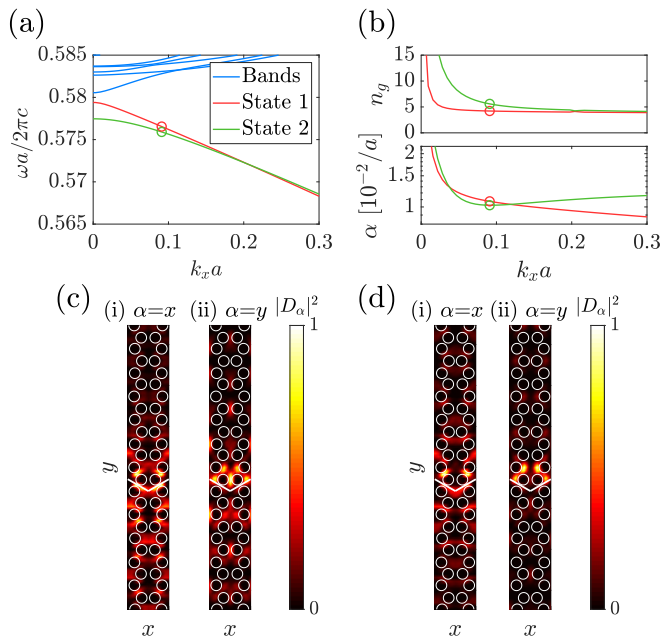 (a)
(b)
0.585
0.58
0.575
0.57
0.565
ωa/2πc
Bands
State 1
State 2
0
0.1
0.2
0.3
k_x a
15
10
5
n_g
2
1.5
1
α [10⁻²/a]
0
0.1
0.2
0.3
k_x a
(c)
(i) α=x
(ii) α=y
|D_α|²
1
0
y
x
x
(d)
(i) α=x
(ii) α=y
|D_α|²
1
0
y
x
x